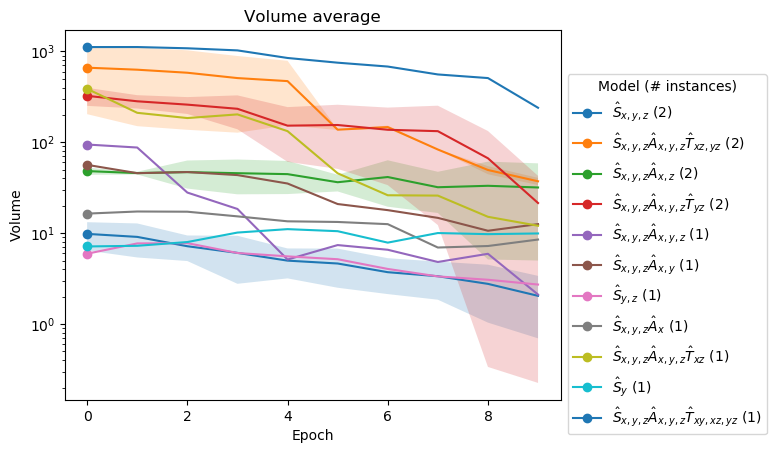 Volume average
Volume
10³
10²
10¹
10⁰
0 2 4 6 8
Epoch
Model (# instances)
Ŝx,y,z (2)
Ŝx,y,zÂx,y,zT̂xz,yz (2)
Ŝx,y,zÂx,z (2)
Ŝx,y,zÂx,y,zT̂yz (2)
Ŝx,y,zÂx,y,z (1)
Ŝx,y,zÂx,y (1)
Ŝy,z (1)
Ŝx,y,zÂx (1)
Ŝx,y,zÂx,y,zT̂xz (1)
Ŝy (1)
Ŝx,y,zÂx,y,zT̂xy,xz,yz (1)